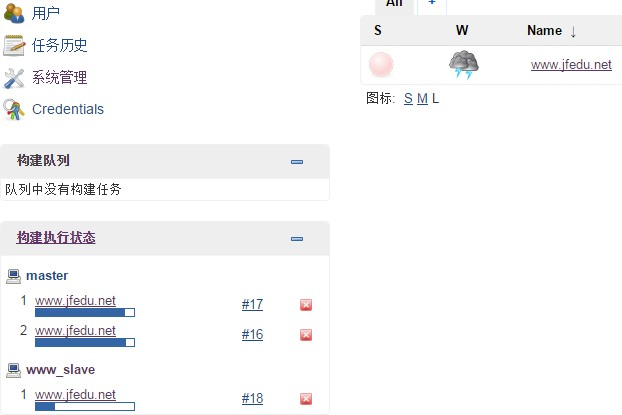 用户
任务历史
系统管理
Credentials
构建队列
队列中没有构建任务
构建执行状态
master
1 www.jfedu.net #17
2 www.jfedu.net #16
www_slave
1 www.jfedu.net #18
All +
S W Name ↓
www.jfedu.net
图标: S M L